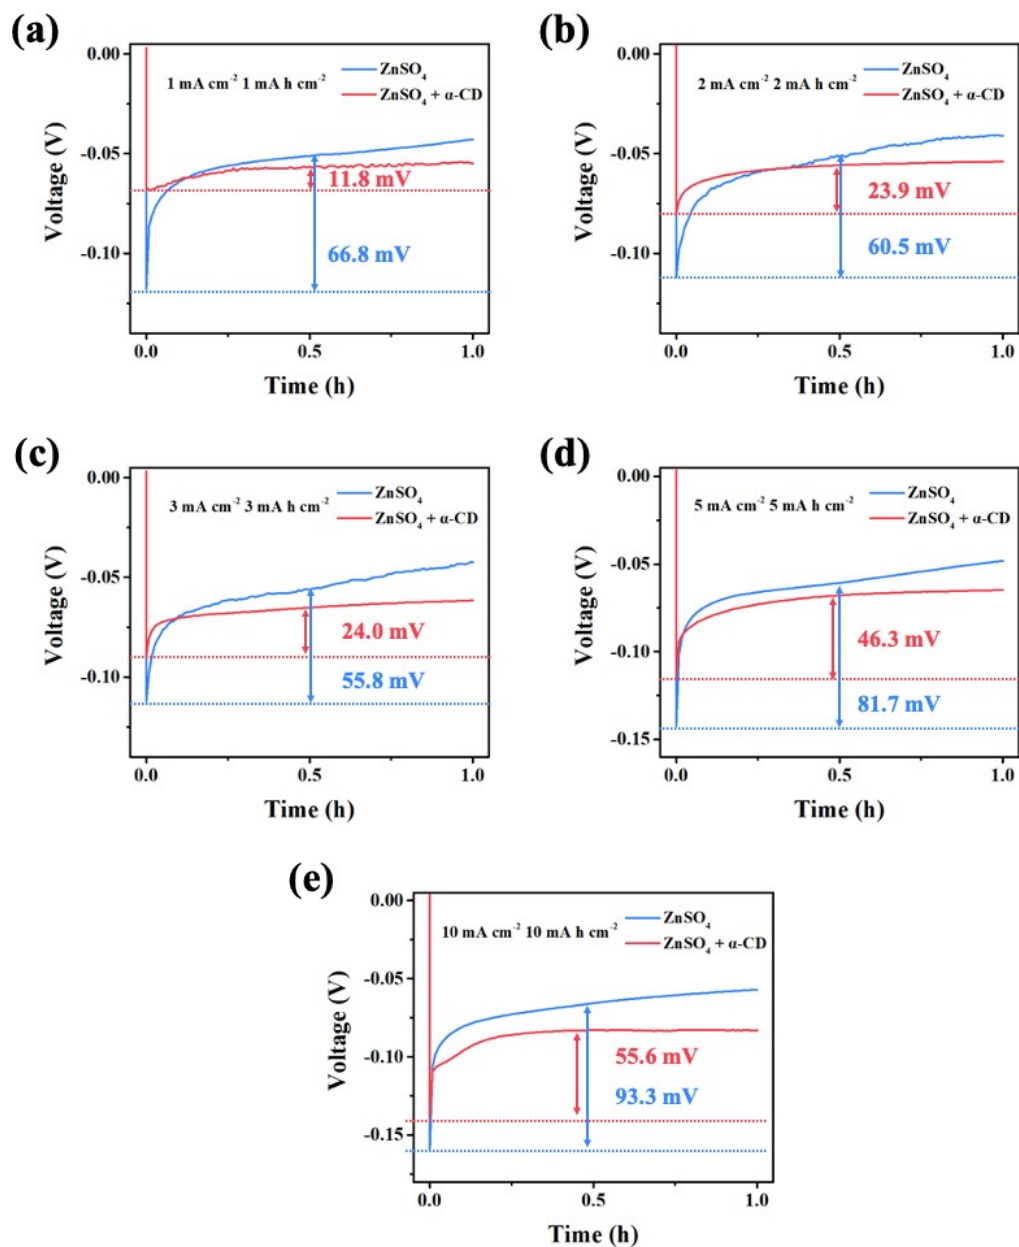 (a)
0.00
-0.05
-0.10
Voltage (V)
1 mA cm⁻² 1 mA h cm⁻²
ZnSO₄
ZnSO₄ + α-CD
11.8 mV
66.8 mV
0.0 0.5 1.0
Time (h)
(b)
0.00
-0.05
-0.10
Voltage (V)
2 mA cm⁻² 2 mA h cm⁻²
ZnSO₄
ZnSO₄ + α-CD
23.9 mV
60.5 mV
0.0 0.5 1.0
Time (h)
(c)
0.00
-0.05
-0.10
Voltage (V)
3 mA cm⁻² 3 mA h cm⁻²
ZnSO₄
ZnSO₄ + α-CD
24.0 mV
55.8 mV
0.0 0.5 1.0
Time (h)
(d)
0.00
-0.05
-0.10
-0.15
Voltage (V)
5 mA cm⁻² 5 mA h cm⁻²
ZnSO₄
ZnSO₄ + α-CD
46.3 mV
81.7 mV
0.0 0.5 1.0
Time (h)
(e)
0.00
-0.05
-0.10
-0.15
Voltage (V)
10 mA cm⁻² 10 mA h cm⁻²
ZnSO₄
ZnSO₄ + α-CD
55.6 mV
93.3 mV
0.0 0.5 1.0
Time (h)